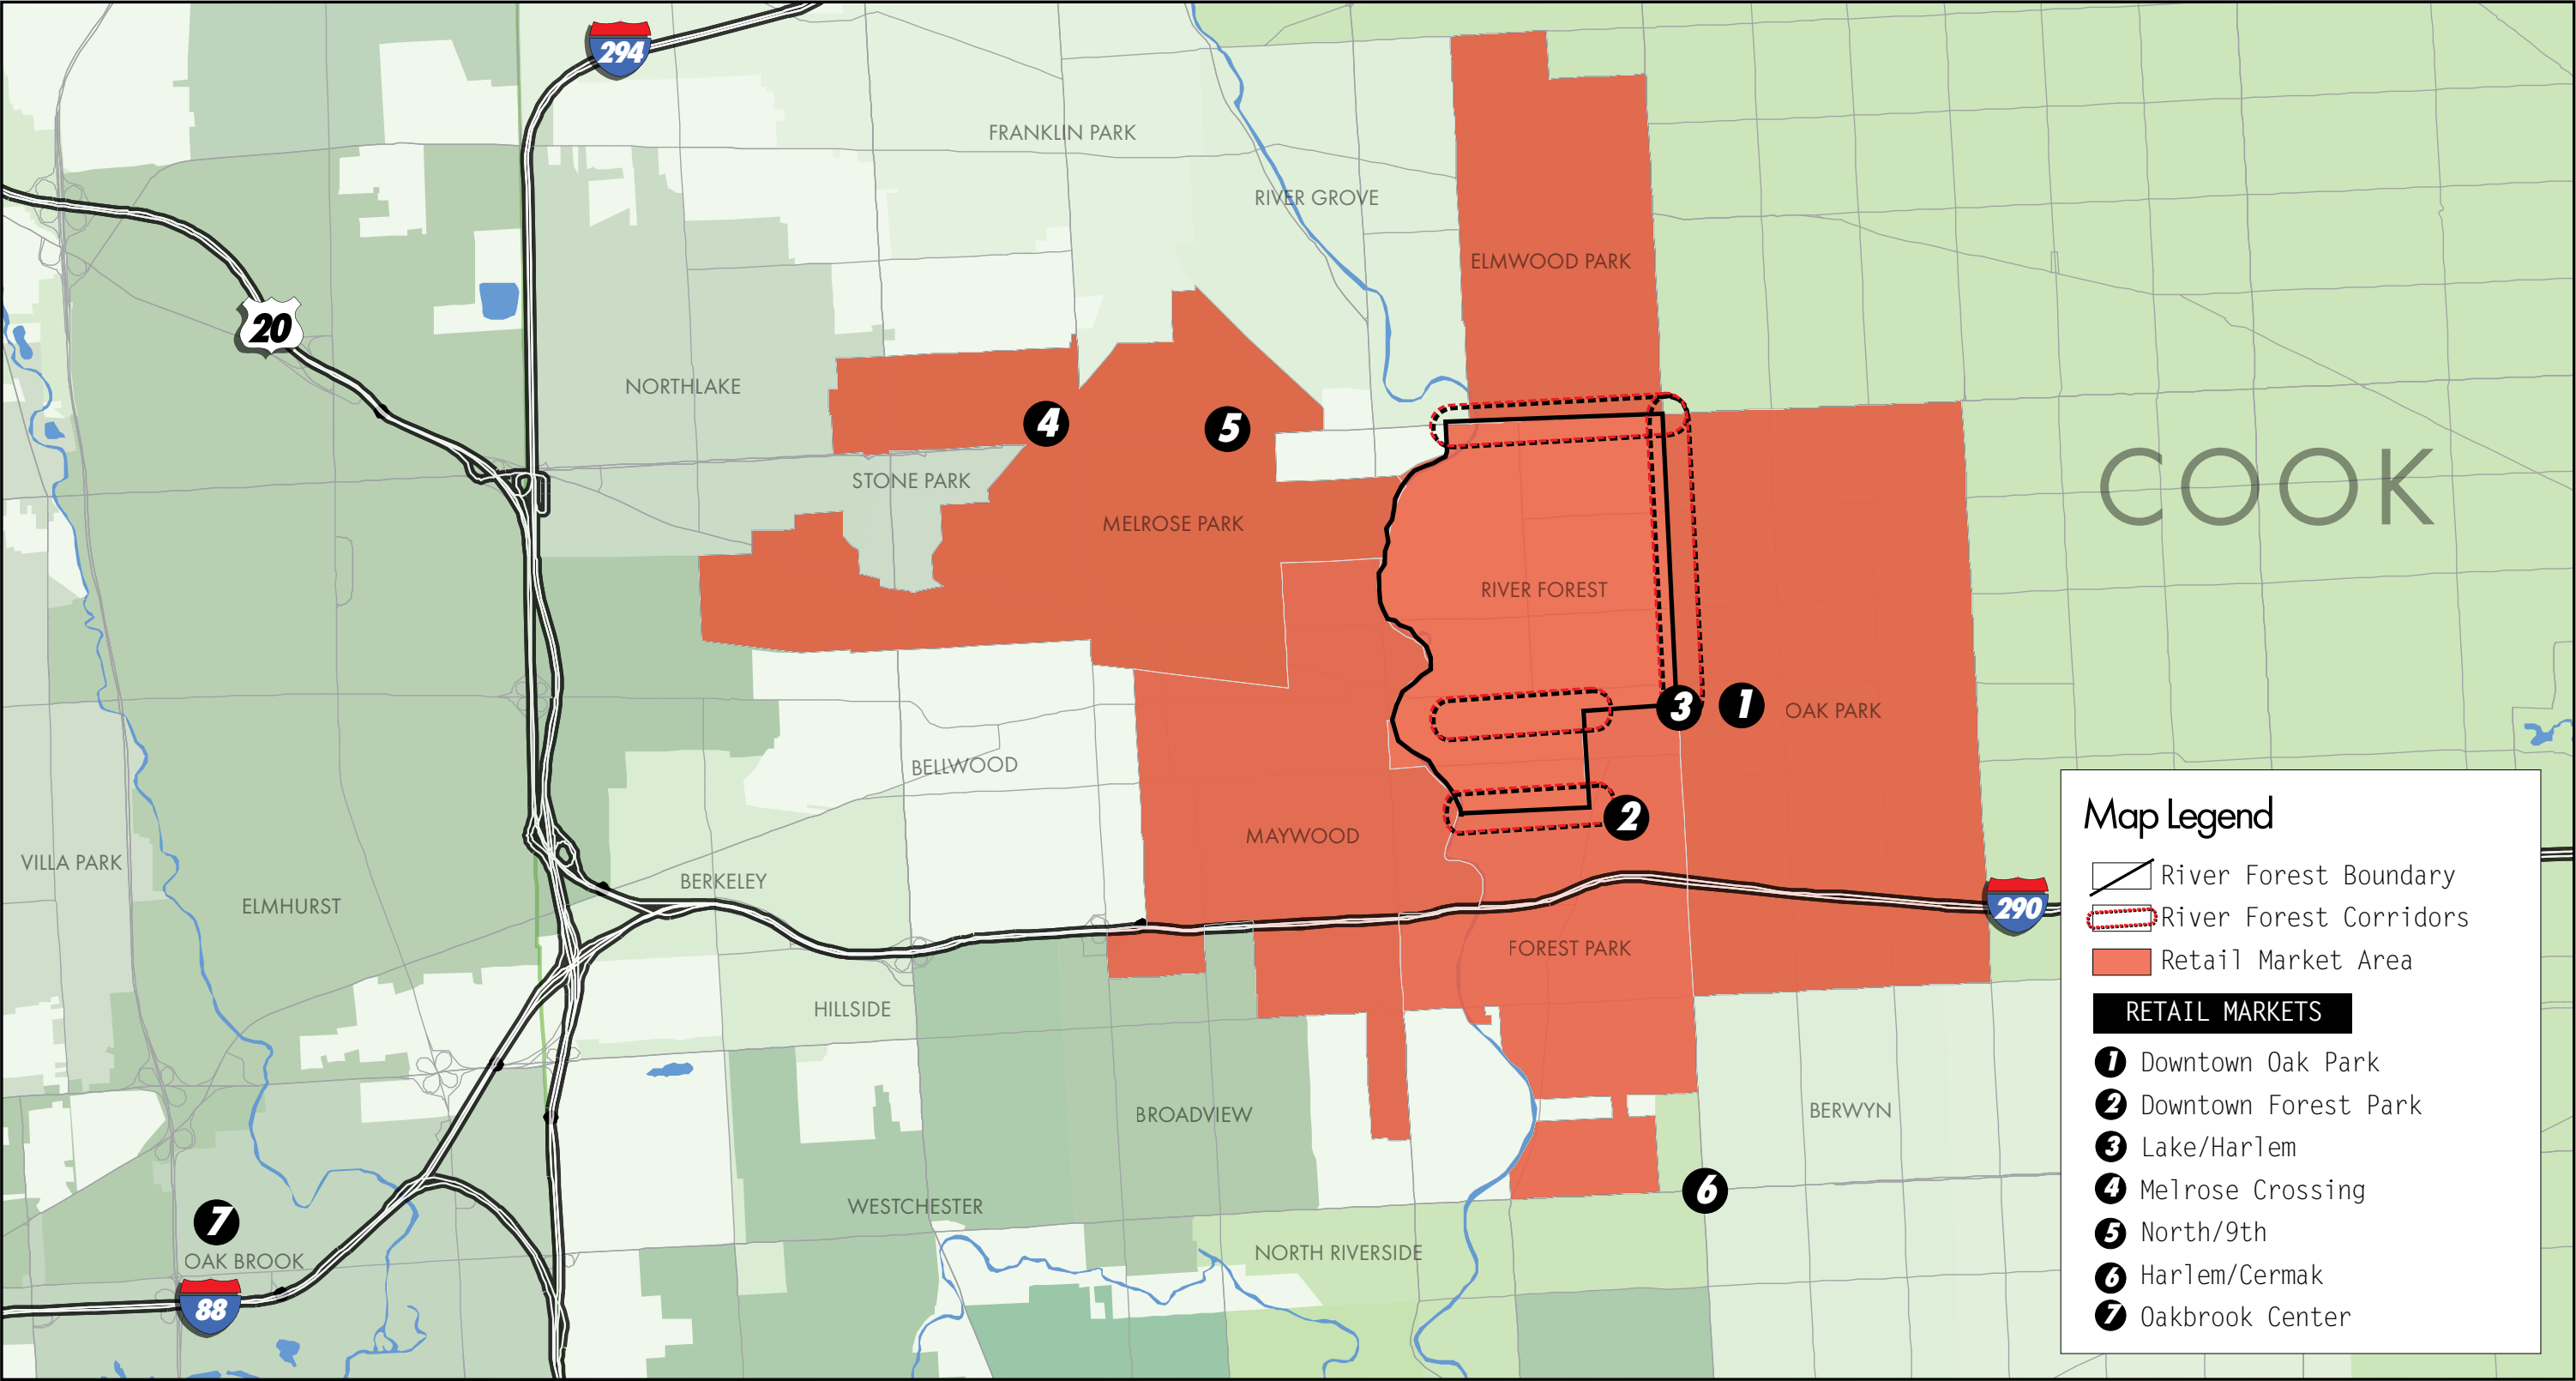 294
FRANKLIN PARK
RIVER GROVE
ELMWOOD PARK
20
NORTHLAKE
4
5
STONE PARK
MELROSE PARK
COOK
RIVER FOREST
3
1
OAK PARK
BELLWOOD
2
MAYWOOD
VILLA PARK
BERKELEY
ELMHURST
290
FOREST PARK
HILLSIDE
BROADVIEW
BERWYN
6
WESTCHESTER
7
NORTH RIVERSIDE
OAK BROOK
88
Map Legend
River Forest Boundary
River Forest Corridors
Retail Market Area
RETAIL MARKETS
1 Downtown Oak Park
2 Downtown Forest Park
3 Lake/Harlem
4 Melrose Crossing
5 North/9th
6 Harlem/Cermak
7 Oakbrook Center